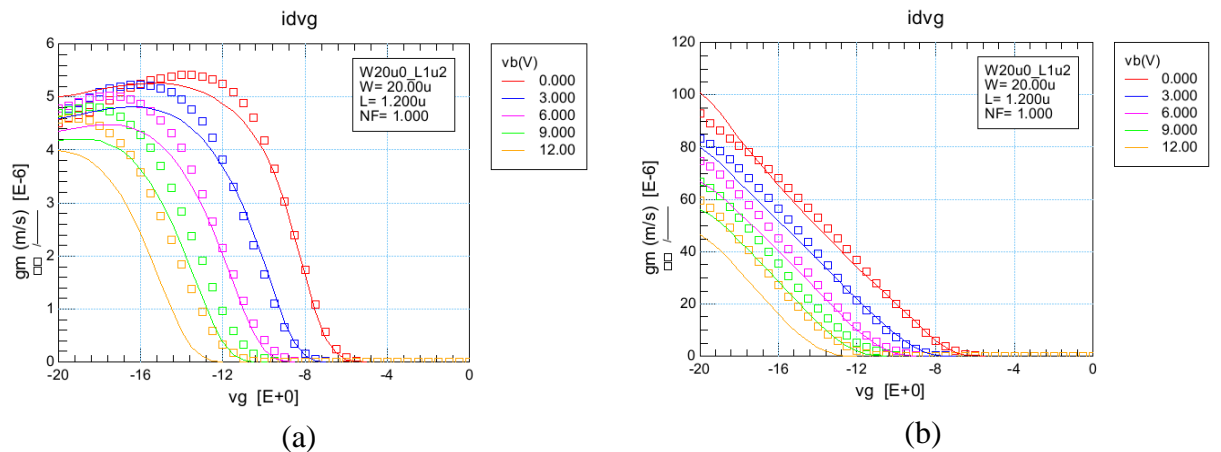 idvg
6
5
4
3
2
1
0
gm (m/s) [E-6]
□□ /
-20
-16
-12
-8
-4
0
vg [E+0]
W20u0_L1u2
W= 20.00u
L= 1.200u
NF= 1.000
vb(V)
0.000
3.000
6.000
9.000
12.00
(a)
idvg
120
100
80
60
40
20
0
gm (m/s) [E-6]
□□ /
-20
-16
-12
-8
-4
0
vg [E+0]
W20u0_L1u2
W= 20.00u
L= 1.200u
NF= 1.000
vb(V)
0.000
3.000
6.000
9.000
12.00
(b)